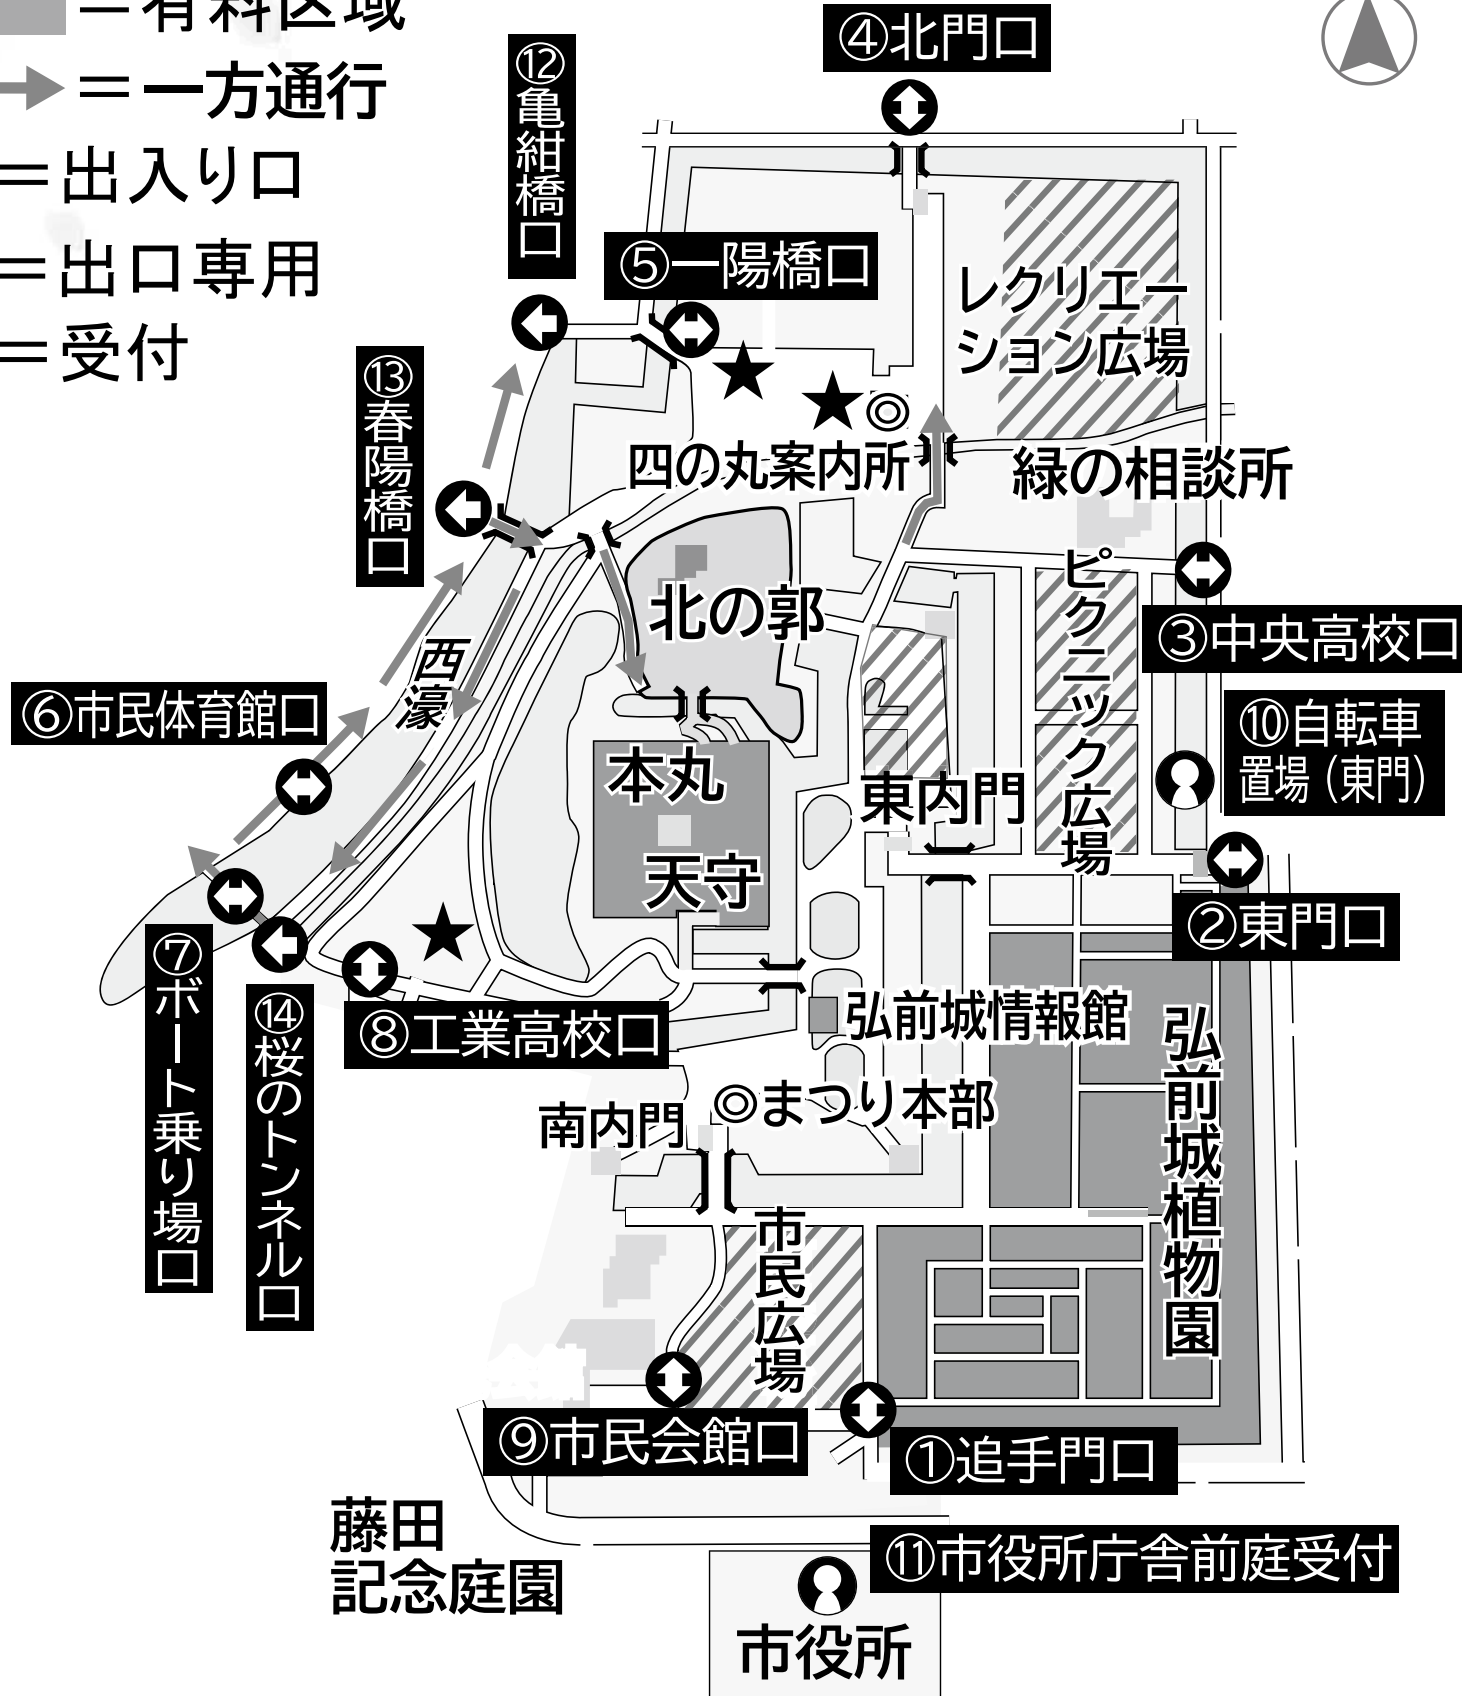 ＝有料区域
＝一方通行
＝出入り口
＝出口専用
＝受付
④北門口
⑫亀紺橋口
⑤一陽橋口
レクリエー
ション広場
⑬春陽橋口
四の丸案内所
緑の相談所
北の郭
ピクニック広場
③中央高校口
西濠
⑥市民体育館口
⑩自転車
置場（東門）
本丸
天守
東内門
②東門口
⑦ボート乗り場口
⑭桜のトンネル口
⑧工業高校口
弘前城情報館
弘前城植物園
南内門
◎まつり本部
市民広場
⑨市民会館口
①追手門口
藤田
記念庭園
⑪市役所庁舎前庭受付
市役所